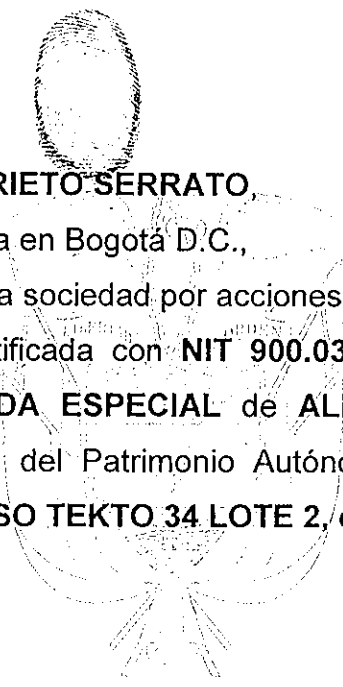 RIETO SERRATO,
a en Bogotá D.C.,
a sociedad por acciones
tificada con NIT 900.03
DA ESPECIAL de AL
del Patrimonio Autóno
SO TEKTO 34 LOTE 2,